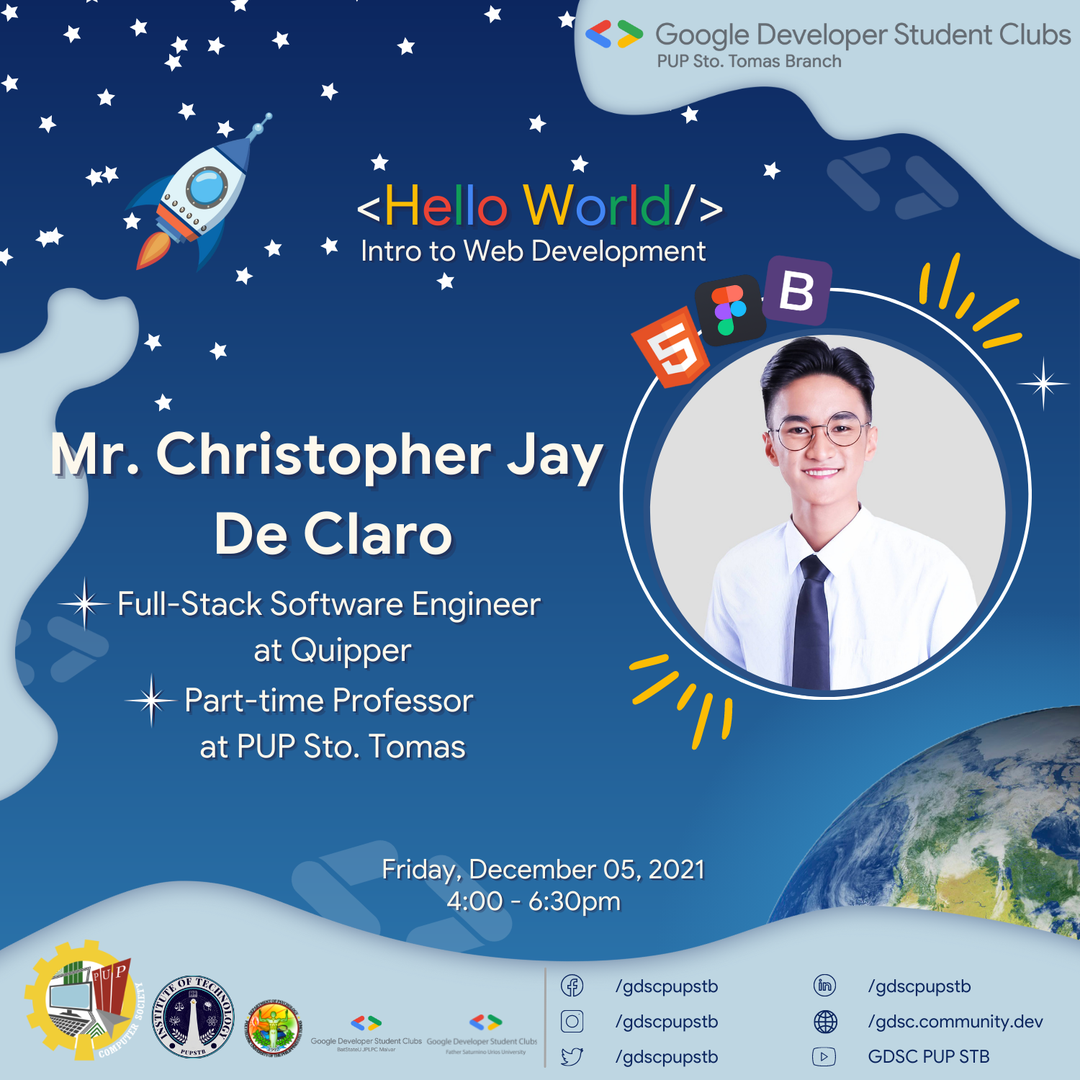 Google Developer Student Clubs
PUP Sto. Tomas Branch
<Hello World/>
Intro to Web Development
5
B
Mr. Christopher Jay
De Claro
Full-Stack Software Engineer
at Quipper
Part-time Professor
at PUP Sto. Tomas
Friday, December 05, 2021
4:00 - 6:30pm
PUP
COMPUTER SOCIETY
INSTITUTE OF TECHNOLOGY
PUPSTB
Google Developer Student Clubs
Google Developer Student Clubs
Father Saturnino Urios University
/gdscpupstb
/gdscpupstb
/gdscpupstb
/gdscpupstb
/gdsc.community.dev
GDSC PUP STB